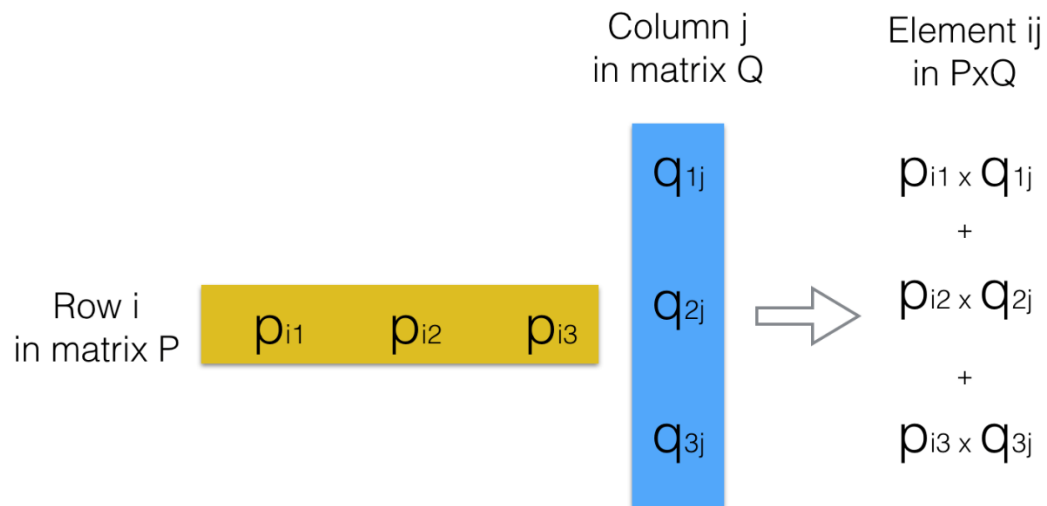 Column j
in matrix Q
Element ij
in PxQ
q1j
pi1 x q1j
+
Row i
in matrix P
pi1 pi2 pi3
q2j
pi2 x q2j
+
q3j
pi3 x q3j